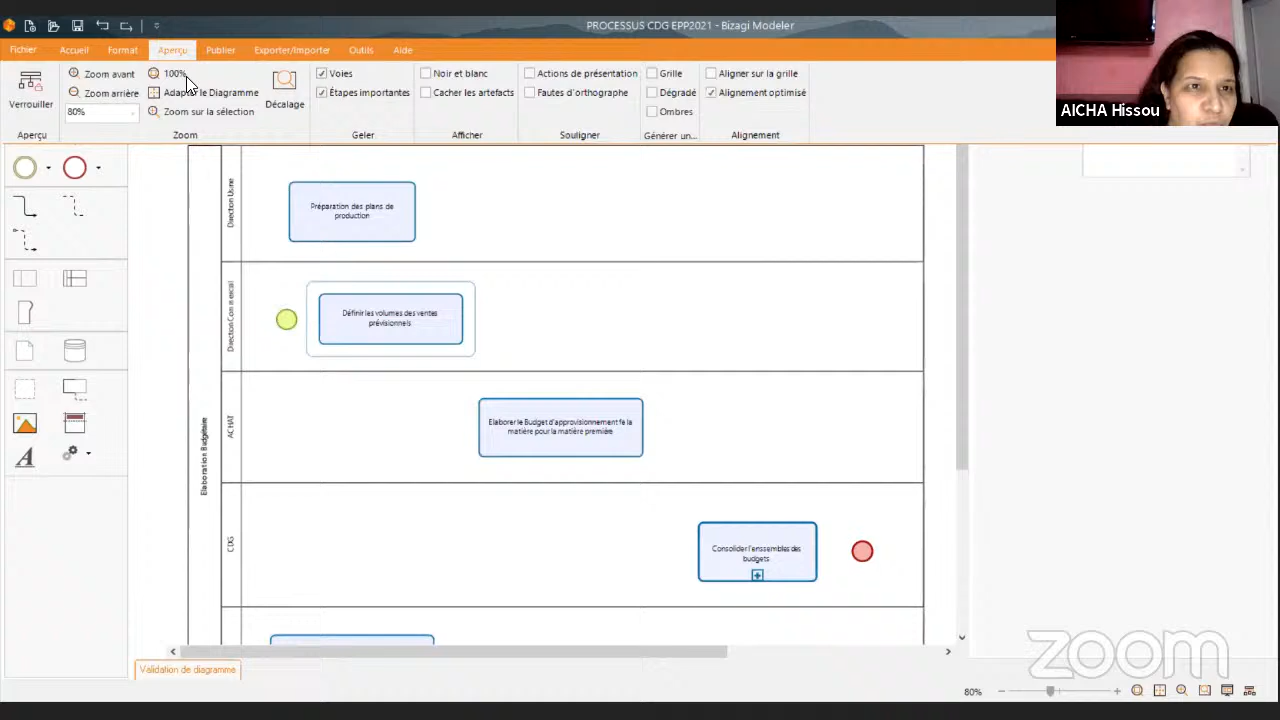 PROCESSUS CDG EPP2021 - Bizagi Modeler
Fichier Accueil Format Aperçu Publier Exporter/Importer Outils Aide
Verrouiller
Aperçu
Zoom avant
Zoom arrière
80%
100%
Adapter le Diagramme
Zoom sur la sélection
Zoom
Décalage
Voies
Étapes importantes
Geler
Noir et blanc
Cacher les artefacts
Afficher
Actions de présentation
Fautes d'orthographe
Souligner
Grille
Dégradé
Ombres
Générer un...
Aligner sur la grille
Alignement optimisé
Alignement
AICHA Hissou
Elaboration Budgétaire
Direction Usine
Préparation des plans de
production
Direction Commercial
Définir les volumes des ventes
prévisionnels
ACHAT
Elaborer le Budget d'approvisionnement fe la
matière pour la matière première
CDG
Consolider l'enssembles des
budgets
Validation de diagramme
zoom
80%